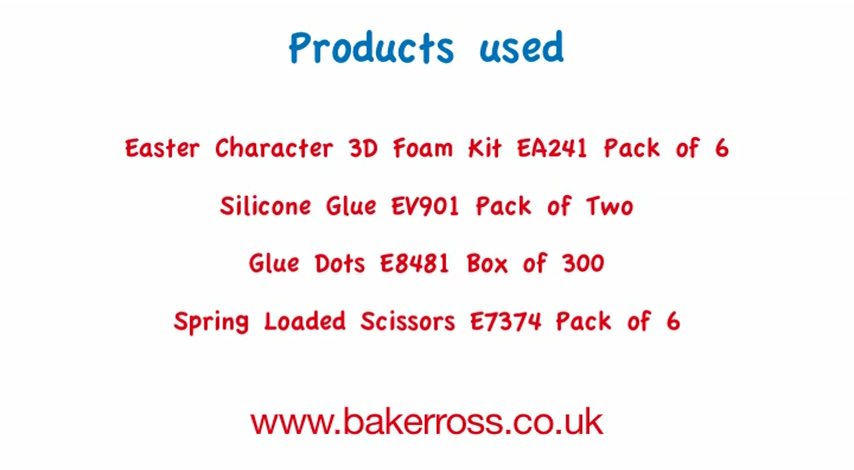 Products used
Easter Character 3D Foam Kit EA241 Pack of 6
Silicone Glue EV901 Pack of Two
Glue Dots E8481 Box of 300
Spring Loaded Scissors E7374 Pack of 6
www.bakerross.co.uk